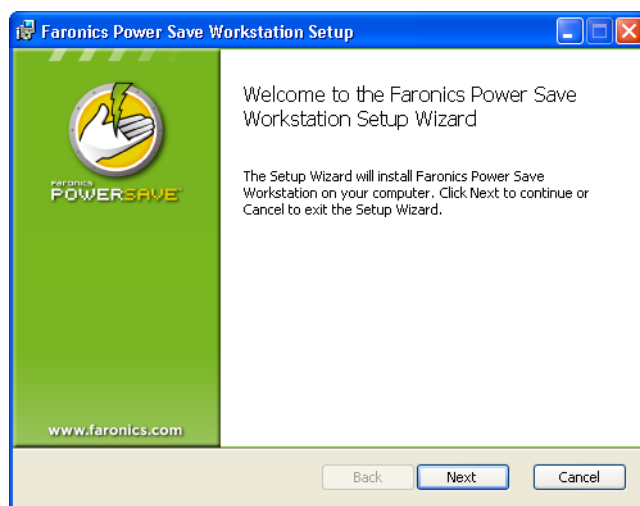 Faronics Power Save Workstation Setup
Welcome to the Faronics Power Save
Workstation Setup Wizard
The Setup Wizard will install Faronics Power Save
Workstation on your computer. Click Next to continue or
Cancel to exit the Setup Wizard.
FARONICS
POWERSAVE
www.faronics.com
Back
Next
Cancel